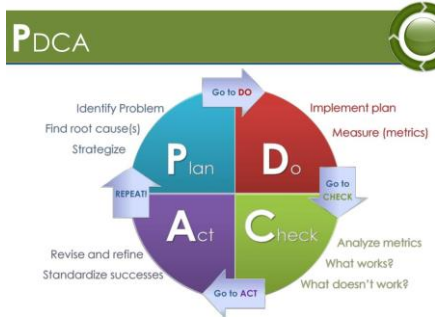 PDCA
Go to DO
Identify Problem
Find root cause(s)
Strategize
Implement plan
Measure (metrics)
Plan
Do
Go to
CHECK
REPEAT!
Act
Check
Revise and refine
Standardize successes
Analyze metrics
What works?
What doesn't work?
Go to ACT